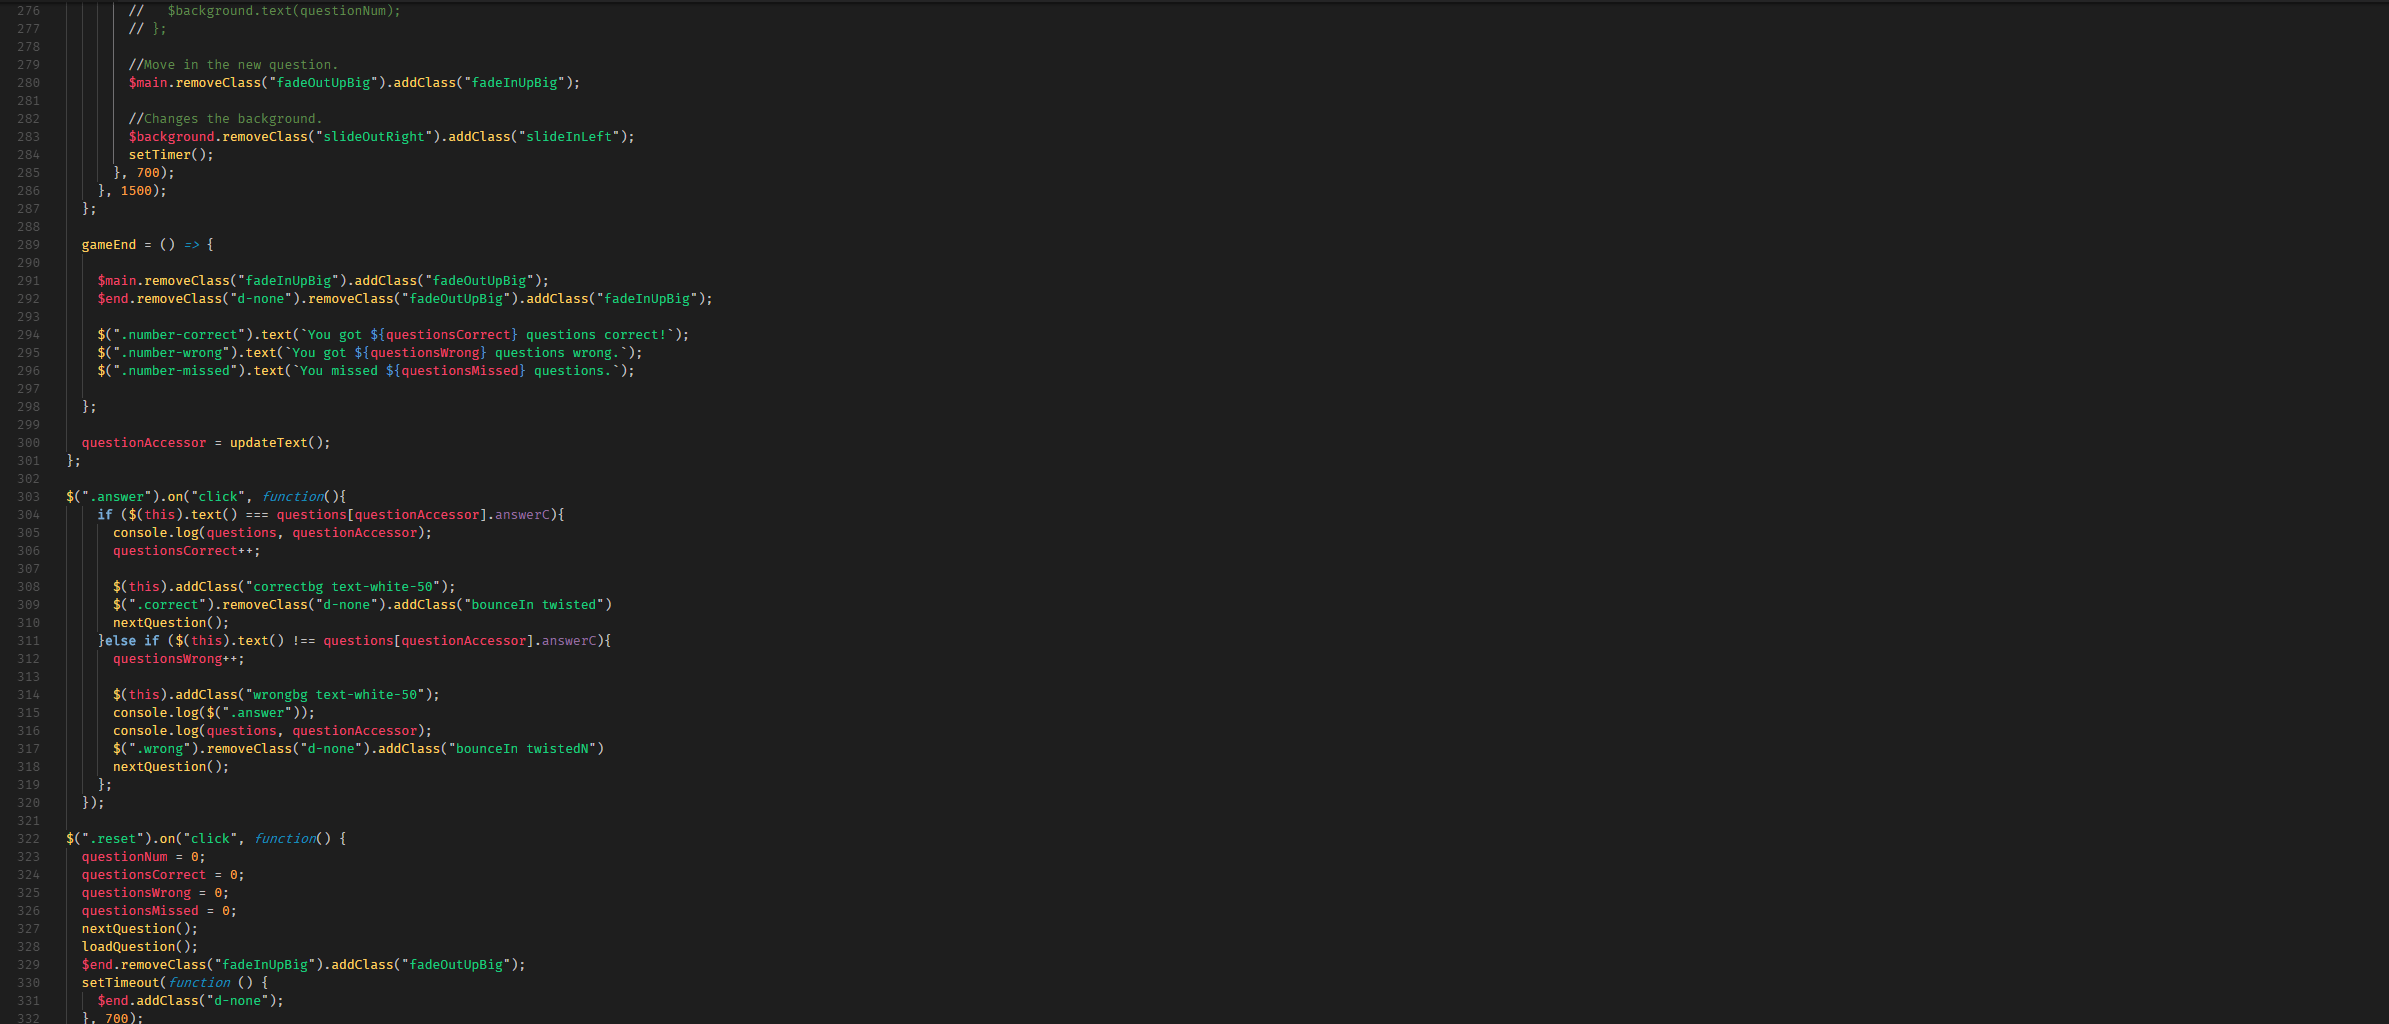 276 //   $background.text(questionNum);
277 // };
278
279 //Move in the new question.
280 $main.removeClass("fadeOutUpBig").addClass("fadeInUpBig");
281
282 //Changes the background.
283 $background.removeClass("slideOutRight").addClass("slideInLeft");
284 setTimer();
285 }, 700);
286 }, 1500);
287 };
288
289 gameEnd = () => {
290
291 $main.removeClass("fadeInUpBig").addClass("fadeOutUpBig");
292 $end.removeClass("d-none").removeClass("fadeOutUpBig").addClass("fadeInUpBig");
293
294 $(".number-correct").text(`You got ${questionsCorrect} questions correct!`);
295 $(".number-wrong").text(`You got ${questionsWrong} questions wrong.`);
296 $(".number-missed").text(`You missed ${questionsMissed} questions.`);
297
298 };
299
300 questionAccessor = updateText();
301 };
302
303 $(".answer").on("click", function(){
304 if ($(this).text() === questions[questionAccessor].answerC){
305 console.log(questions, questionAccessor);
306 questionsCorrect++;
307
308 $(this).addClass("correctbg text-white-50");
309 $(".correct").removeClass("d-none").addClass("bounceIn twisted")
310 nextQuestion();
311 }else if ($(this).text() !== questions[questionAccessor].answerC){
312 questionsWrong++;
313
314 $(this).addClass("wrongbg text-white-50");
315 console.log($(".answer"));
316 console.log(questions, questionAccessor);
317 $(".wrong").removeClass("d-none").addClass("bounceIn twistedN")
318 nextQuestion();
319 };
320 });
321
322 $(".reset").on("click", function() {
323 questionNum = 0;
324 questionsCorrect = 0;
325 questionsWrong = 0;
326 questionsMissed = 0;
327 nextQuestion();
328 loadQuestion();
329 $end.removeClass("fadeInUpBig").addClass("fadeOutUpBig");
330 setTimeout(function () {
331 $end.addClass("d-none");
332 }, 700);